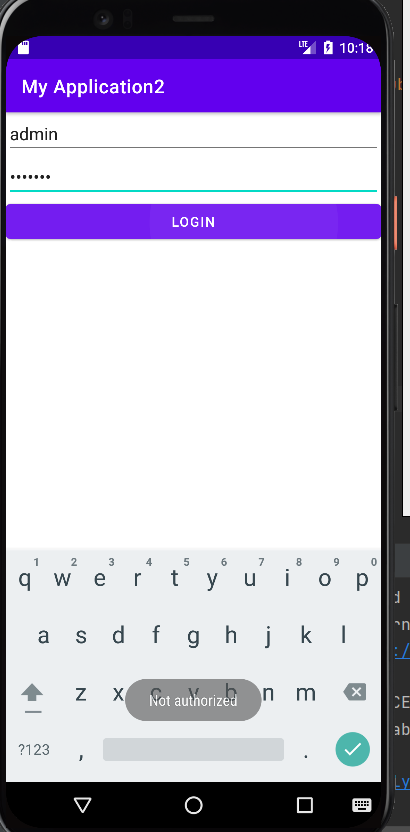 LTE 10:18
My Application2
admin
•••••••
LOGIN
1 2 3 4 5 6 7 8 9 0
q w e r t y u i o p
a s d f g h j k l
z x c v b n m
Not authorized
?123 , .